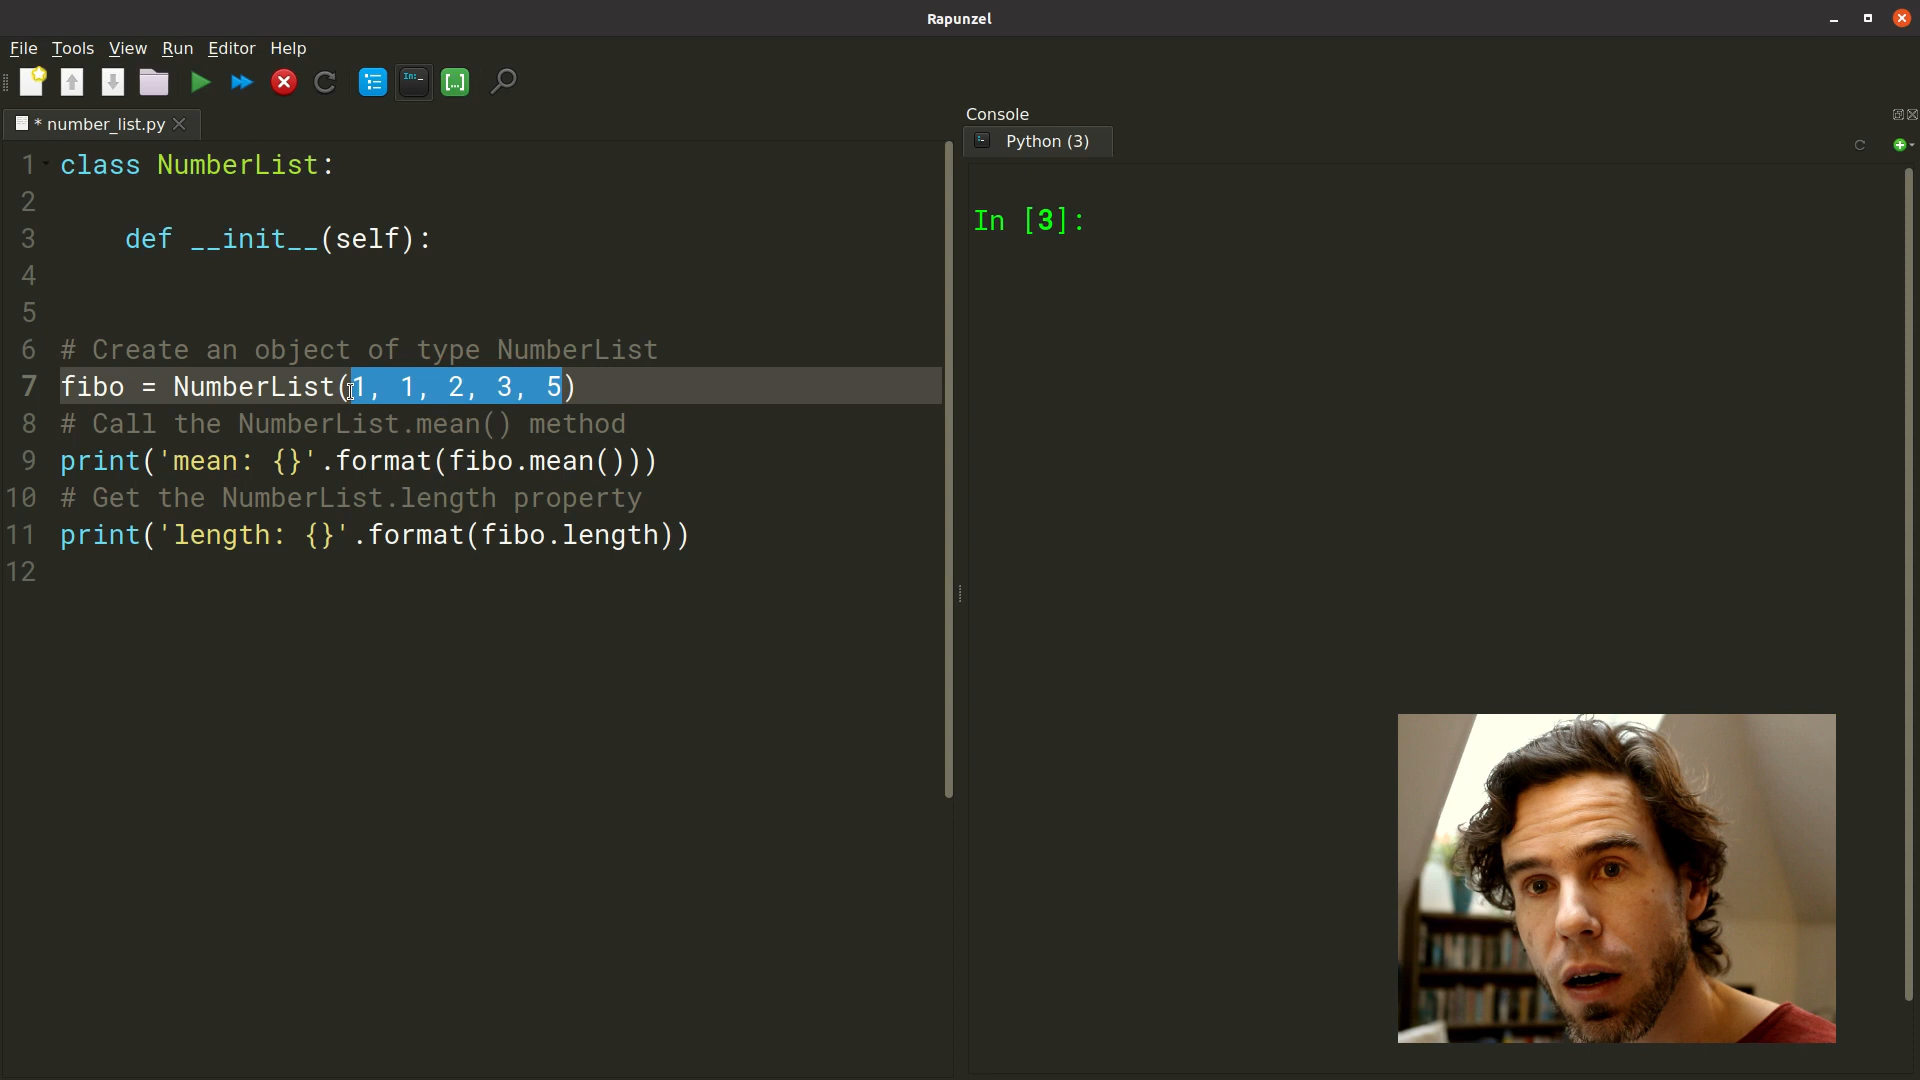 Rapunzel
File Tools View Run Editor Help
In:_
[...]
* number_list.py
Console
Python (3)
1 class NumberList:
2
3 def __init__(self):
4
5
6 # Create an object of type NumberList
7 fibo = NumberList(1, 1, 2, 3, 5)
8 # Call the NumberList.mean() method
9 print('mean: {}'.format(fibo.mean()))
10 # Get the NumberList.length property
11 print('length: {}'.format(fibo.length))
12
In [3]: